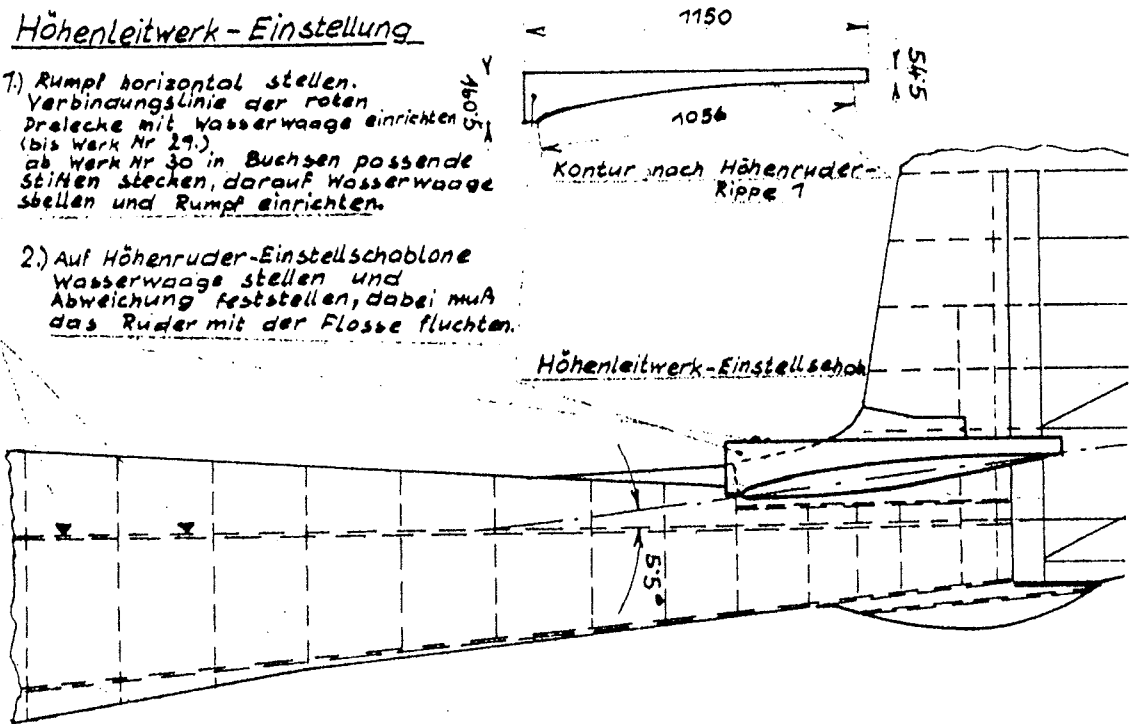 Höhenleitwerk-Einstellung
1.) Rumpf horizontal stellen.
Verbindungslinie der roten
Dreiecke mit Wasserwaage einrichten
(bis Werk Nr 29.)
ab Werk Nr 30 in Buchsen passende
Stiften stecken, darauf Wasserwaage
stellen und Rumpf einrichten.
2.) Auf Höhenruder-Einstellschablone
Wasserwaage stellen und
Abweichung feststellen, dabei muß
das Ruder mit der Flosse fluchten.
1150
160·5
54·5
1056
Kontur nach Höhenruder-
Rippe 1
Höhenleitwerk-Einstellschab
5·5°